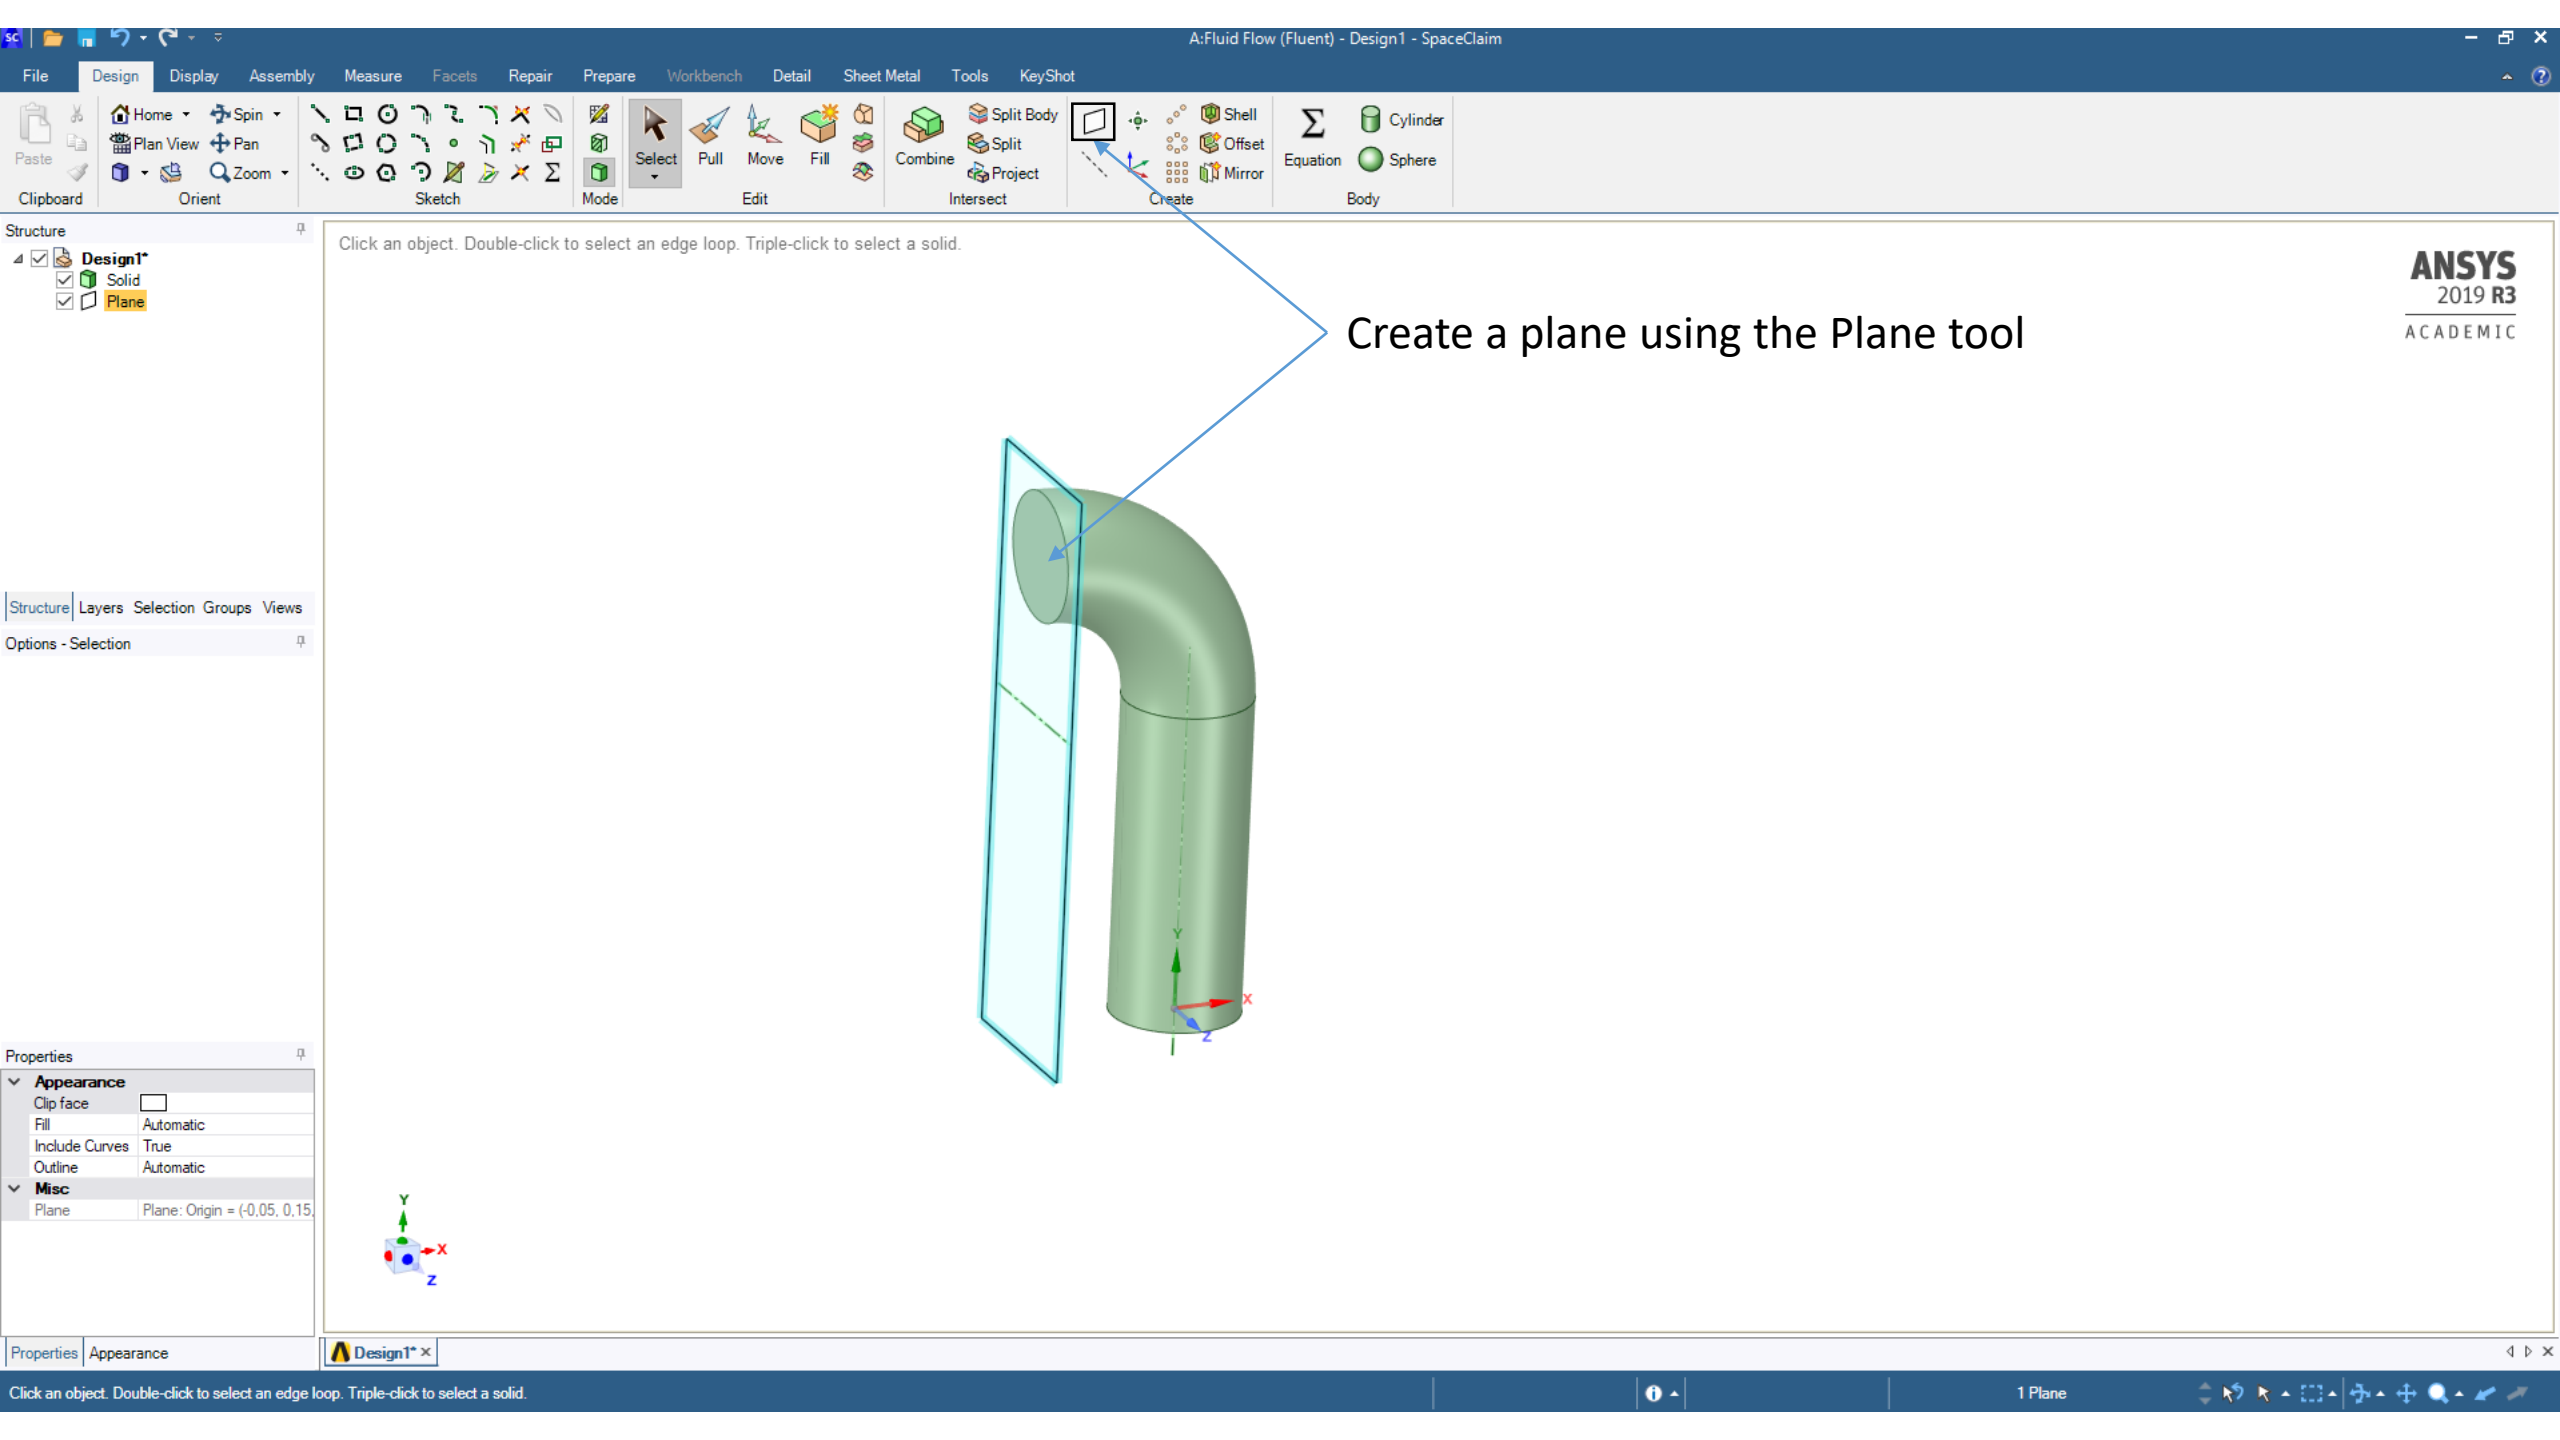 A:Fluid Flow (Fluent) - Design1 - SpaceClaim
File Design Display Assembly Measure Facets Repair Prepare Workbench Detail Sheet Metal Tools KeyShot
Paste
Clipboard
Home Spin
Plan View Pan
Zoom
Orient
Sketch
Mode
Select Pull Move Fill
Edit
Combine
Split Body
Split
Project
Intersect
Shell
Offset
Mirror
Create
Equation
Cylinder
Sphere
Body
Structure
Design1*
Solid
Plane
Structure Layers Selection Groups Views
Options - Selection
Properties
Appearance
Clip face
Fill Automatic
Include Curves True
Outline Automatic
Misc
Plane Plane: Origin = (-0,05, 0,15,
Properties Appearance
Click an object. Double-click to select an edge loop. Triple-click to select a solid.
ANSYS
2019 R3
ACADEMIC
Create a plane using the Plane tool
Y
X
Z
Y
X
Z
Design1*
Click an object. Double-click to select an edge loop. Triple-click to select a solid.
1 Plane